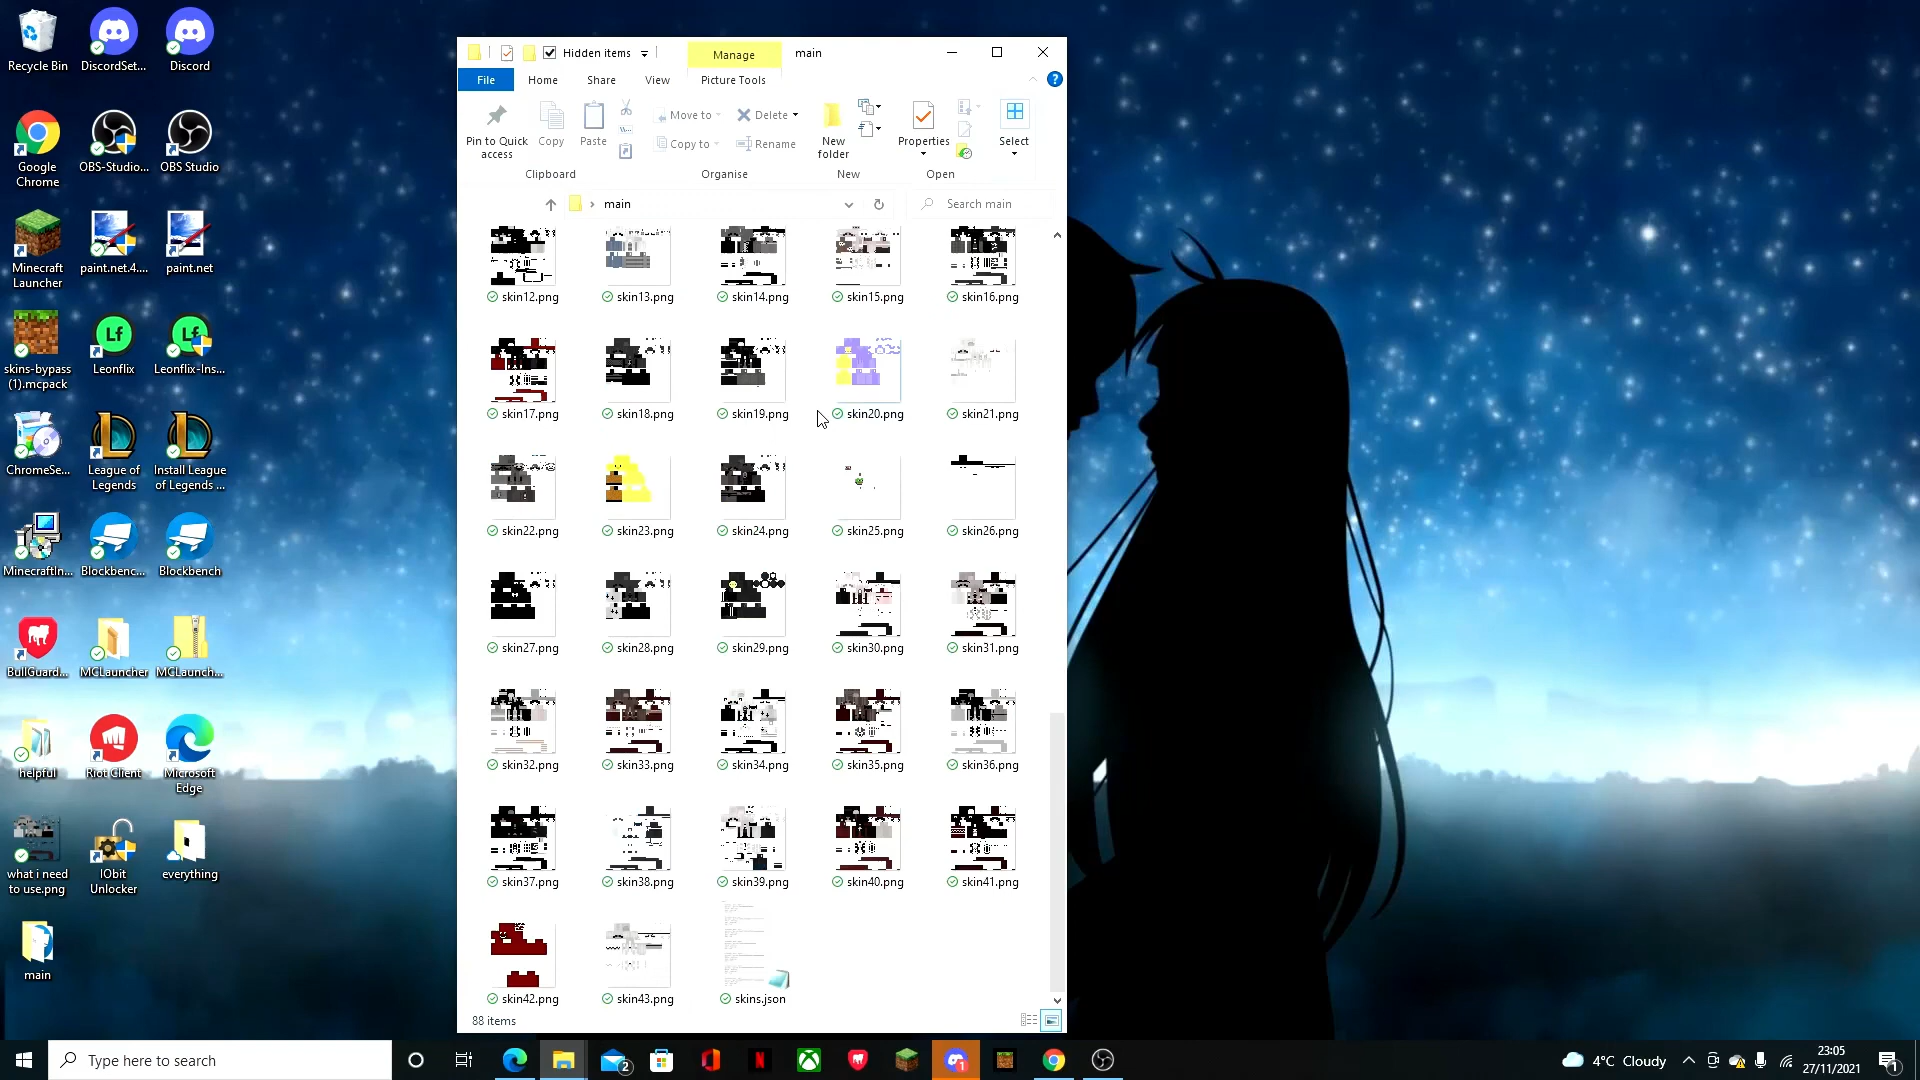 Recycle Bin
DiscordSet...
Discord
Google
Chrome
OBS-Studio...
OBS Studio
Minecraft
Launcher
paint.net.4....
paint.net
skins-bypass
(1).mcpack
Leonflix
Leonflix-Ins...
ChromeSe...
League of
Legends
Install League
of Legends ...
MinecraftIn...
Blockbenc...
Blockbench
BullGuard...
MCLauncher
MCLaunch...
helpful
Riot Client
Microsoft
Edge
what i need
to use.png
IObit
Unlocker
everything
main
Hidden items
Manage
main
File
Home
Share
View
Picture Tools
Pin to Quick
access
Copy
Paste
Move to
Copy to
Delete
Rename
New
folder
Properties
Select
Clipboard
Organise
New
Open
main
Search main
skin12.png
skin13.png
skin14.png
skin15.png
skin16.png
skin17.png
skin18.png
skin19.png
skin20.png
skin21.png
skin22.png
skin23.png
skin24.png
skin25.png
skin26.png
skin27.png
skin28.png
skin29.png
skin30.png
skin31.png
skin32.png
skin33.png
skin34.png
skin35.png
skin36.png
skin37.png
skin38.png
skin39.png
skin40.png
skin41.png
skin42.png
skin43.png
skins.json
88 items
Type here to search
2
1
4°C Cloudy
23:05
27/11/2021
1